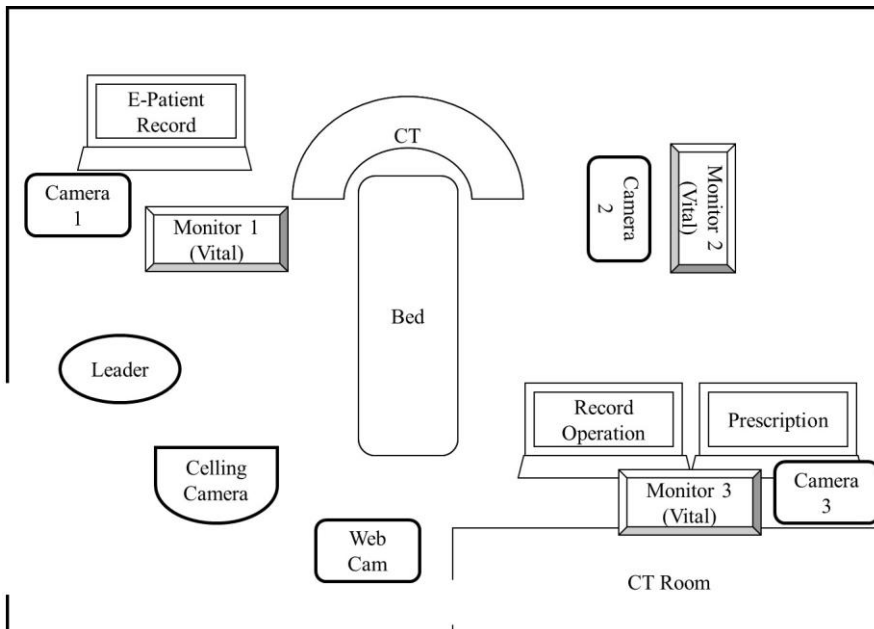 E-Patient
Record
CT
Camera
1
Monitor 1
(Vital)
Camera
2
Monitor 2
(Vital)
Bed
Leader
Record
Operation
Prescription
Celling
Camera
Monitor 3
(Vital)
Camera
3
Web
Cam
CT Room